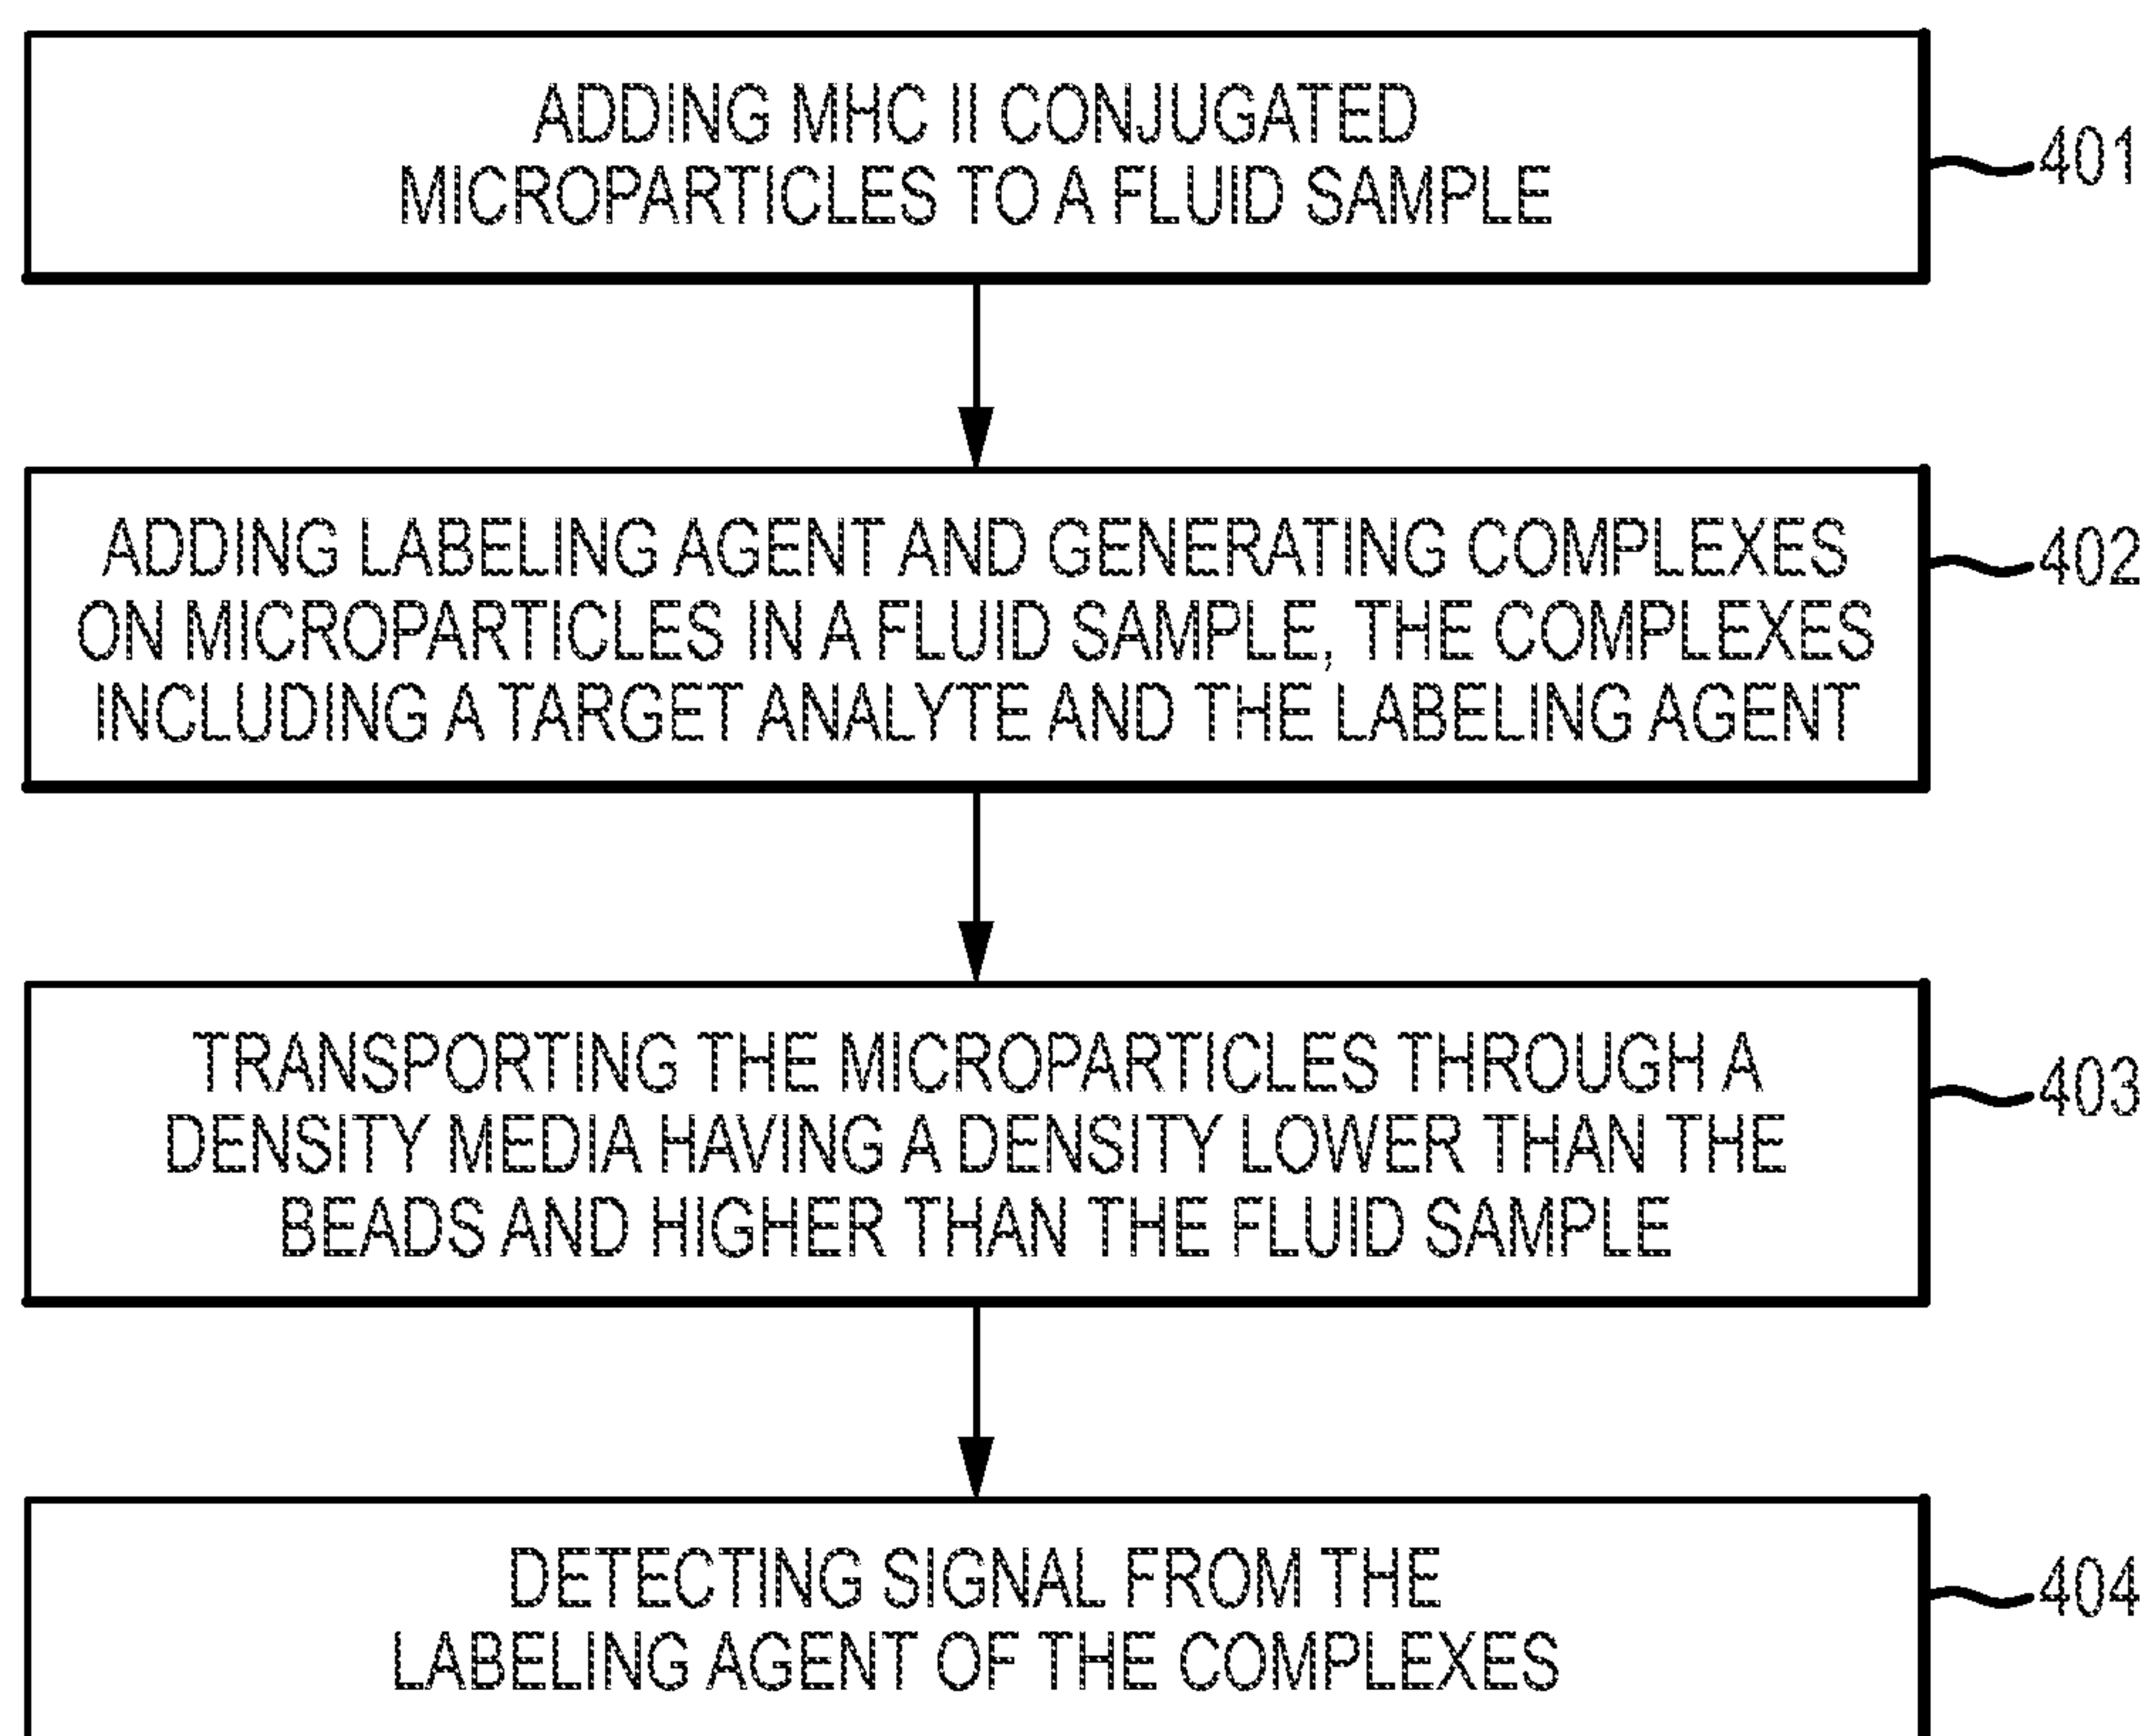 ADDING MHC II CONJUGATED
MICROPARTICLES TO A FLUID SAMPLE
401
ADDING LABELING AGENT AND GENERATING COMPLEXES
ON MICROPARTICLES IN A FLUID SAMPLE, THE COMPLEXES
INCLUDING A TARGET ANALYTE AND THE LABELING AGENT
402
TRANSPORTING THE MICROPARTICLES THROUGH A
DENSITY MEDIA HAVING A DENSITY LOWER THAN THE
BEADS AND HIGHER THAN THE FLUID SAMPLE
403
DETECTING SIGNAL FROM THE
LABELING AGENT OF THE COMPLEXES
404